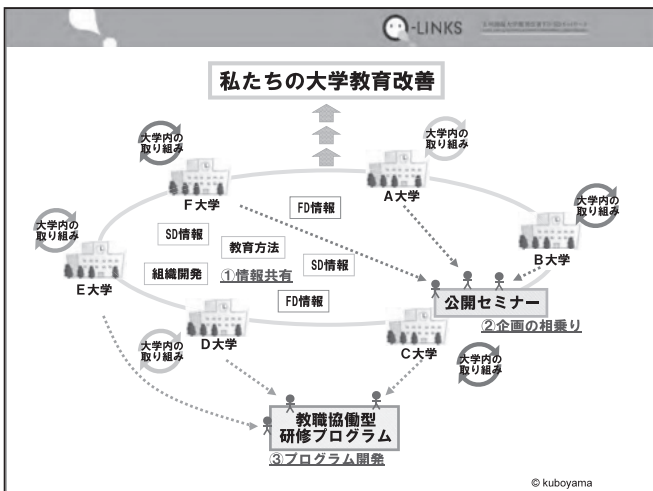 Q-LINKS
私たちの大学教育改善
大学内の
取り組み
大学内の
取り組み
F大学
A大学
大学内の
取り組み
大学内の
取り組み
FD情報
SD情報
教育方法
B大学
組織開発
①情報共有
SD情報
E大学
FD情報
公開セミナー
②企画の相乗り
大学内の
取り組み
D大学
C大学
大学内の
取り組み
教職協働型
研修プログラム
③プログラム開発
© kuboyama